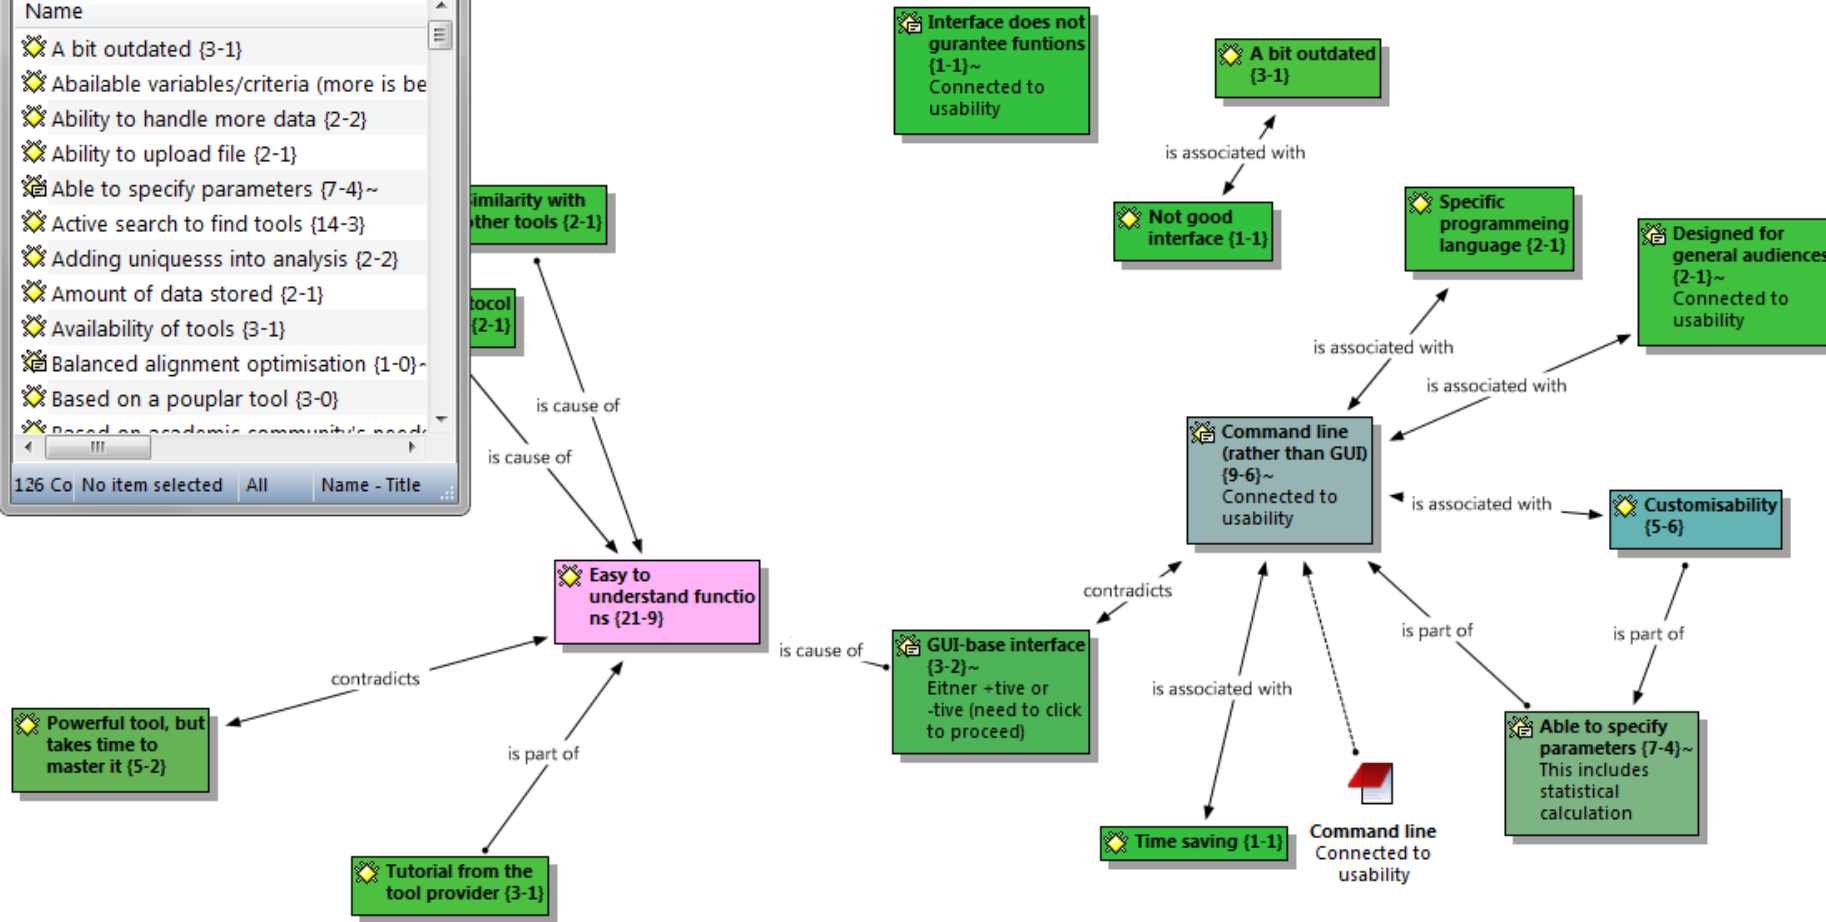 Name
A bit outdated {3-1}
Abailable variables/criteria (more is be
Ability to handle more data {2-2}
Ability to upload file {2-1}
Able to specify parameters {7-4}~
Active search to find tools {14-3}
Adding uniquesss into analysis {2-2}
Amount of data stored {2-1}
Availability of tools {3-1}
Balanced alignment optimisation {1-0}~
Based on a pouplar tool {3-0}
Based on academic community's needs
126 Co
No item selected
All
Name - Title
imilarity with
other tools {2-1}
tocol
{2-1}
is cause of
is cause of
Easy to
understand functio
ns {21-9}
contradicts
Powerful tool, but
takes time to
master it {5-2}
is part of
Tutorial from the
tool provider {3-1}
is cause of
Interface does not
gurantee funtions
{1-1}~
Connected to
usability
A bit outdated
{3-1}
is associated with
Not good
interface {1-1}
Specific
programmeing
language {2-1}
Designed for
general audiences
{2-1}~
Connected to
usability
is associated with
is associated with
Command line
(rather than GUI)
{9-6}~
Connected to
usability
is associated with
Customisability
{5-6}
contradicts
GUI-base interface
{3-2}~
Eitner +tive or
-tive (need to click
to proceed)
is associated with
is part of
is part of
Able to specify
parameters {7-4}~
This includes
statistical
calculation
Time saving {1-1}
Command line
Connected to
usability